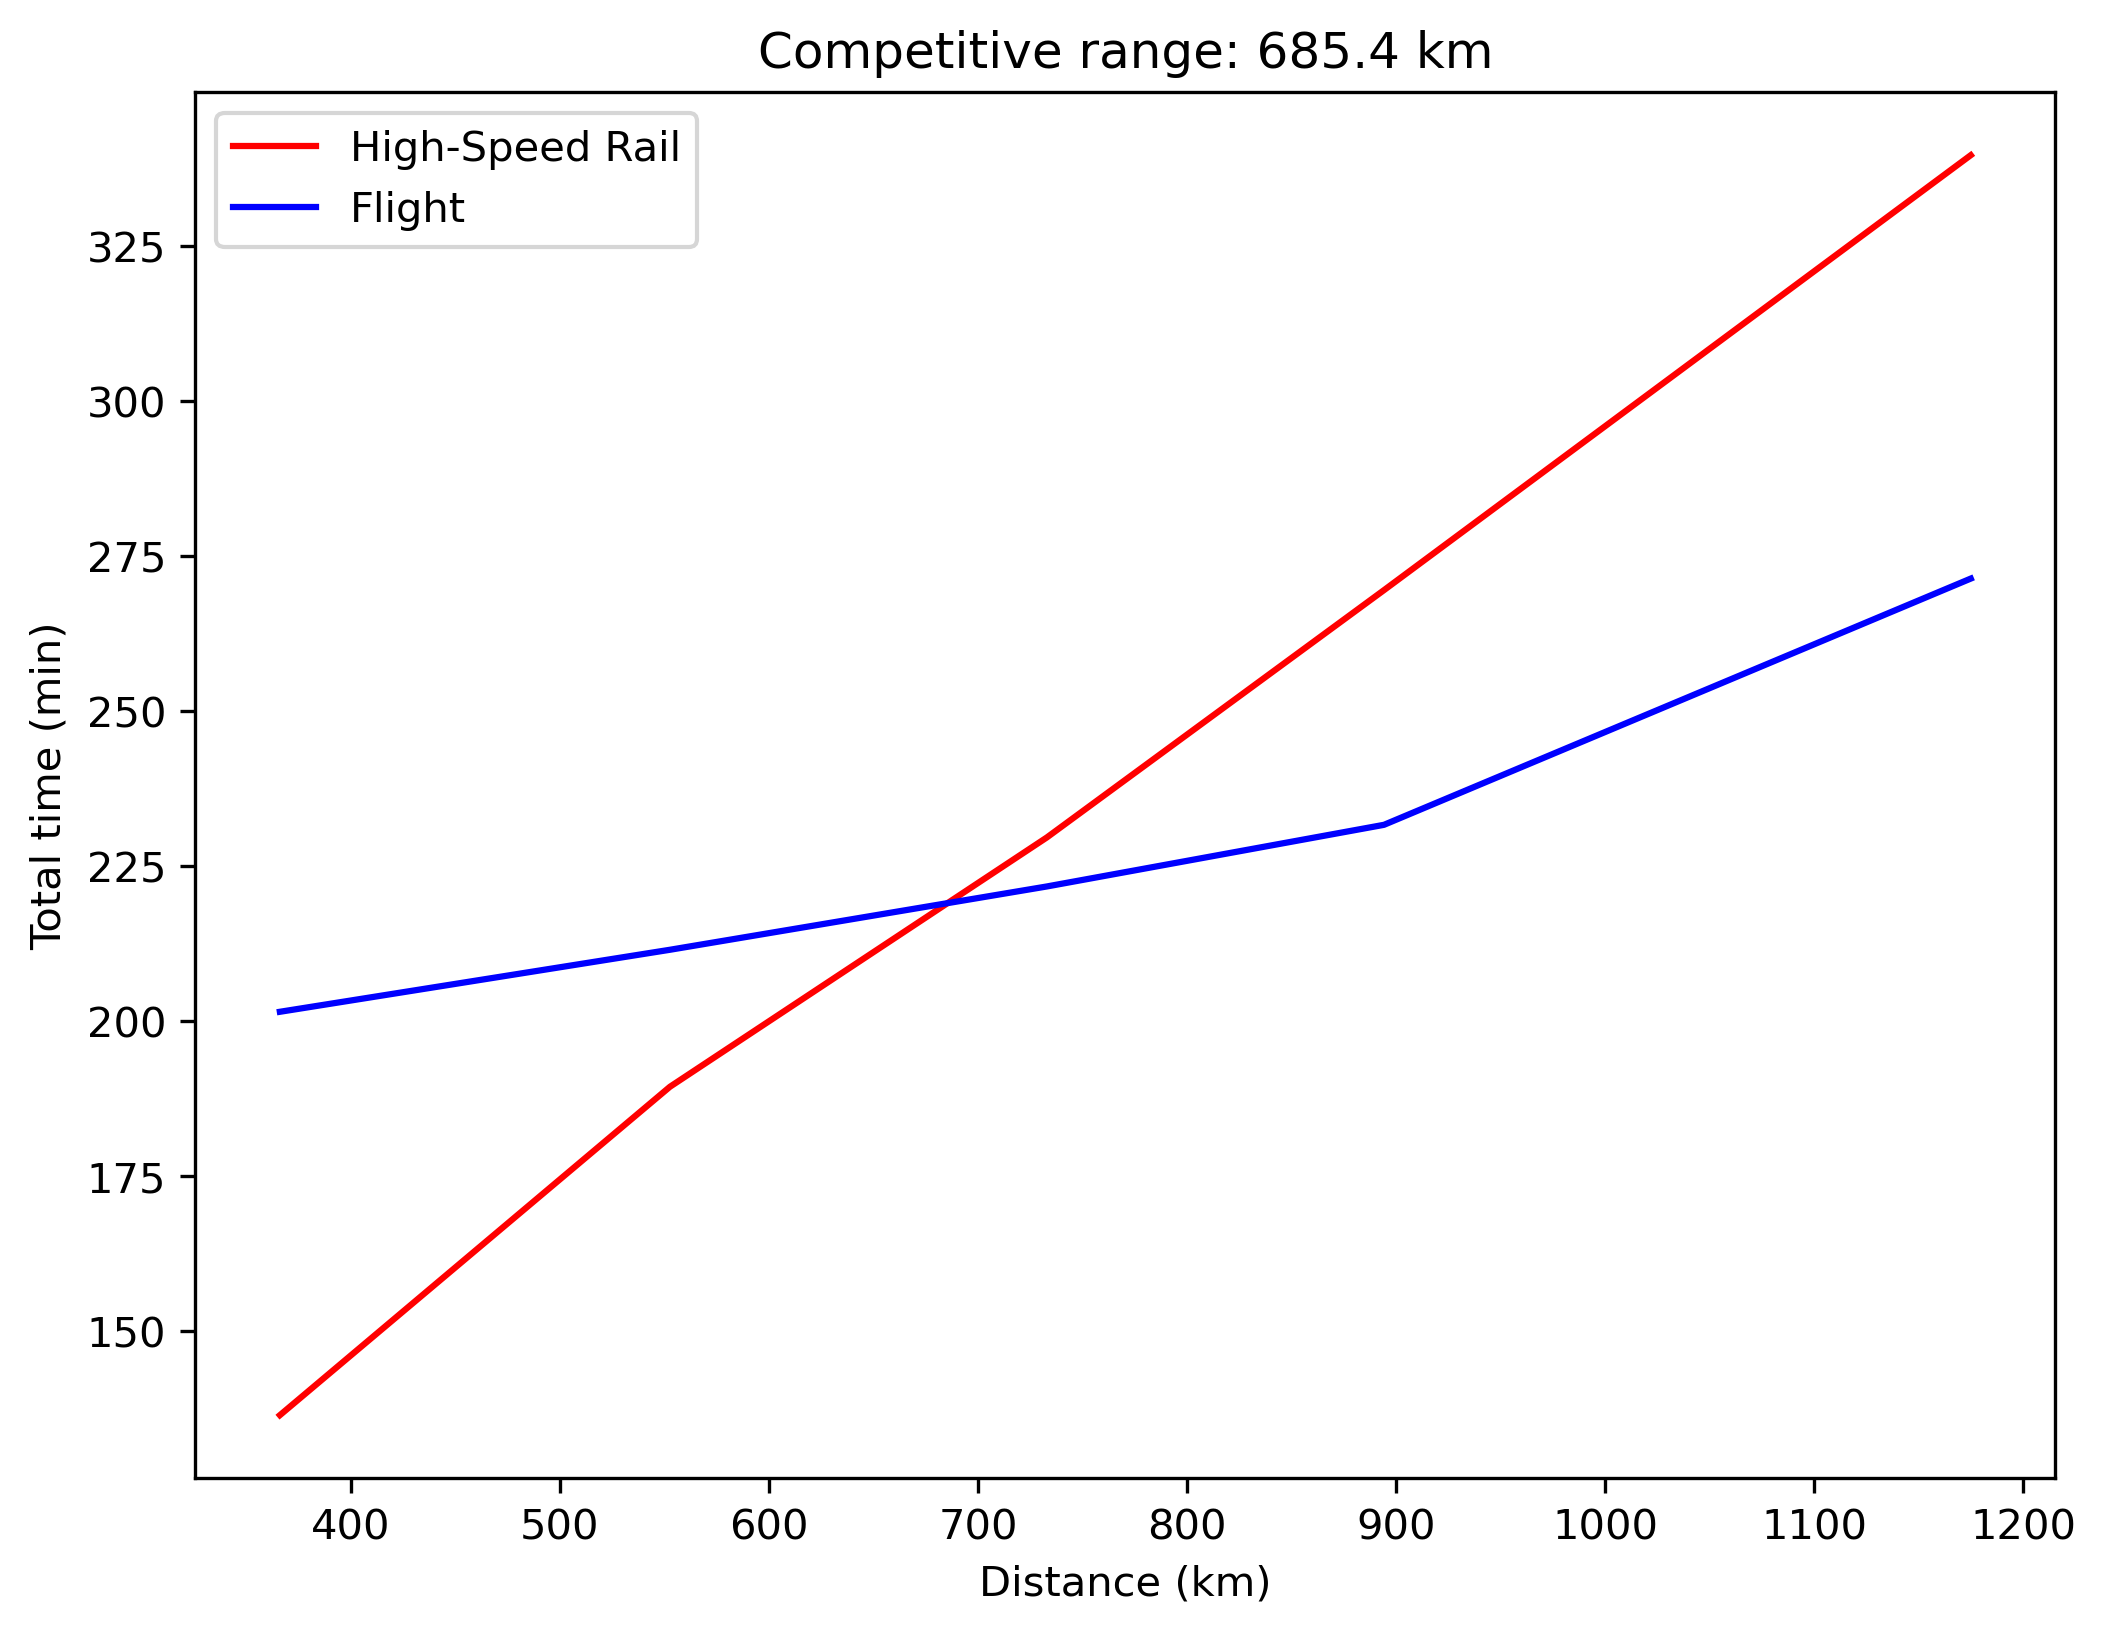 Competitive range: 685.4 km
High-Speed Rail
Flight
325
300
275
250
225
200
175
150
Total time (min)
400 500 600 700 800 900 1000 1100 1200
Distance (km)